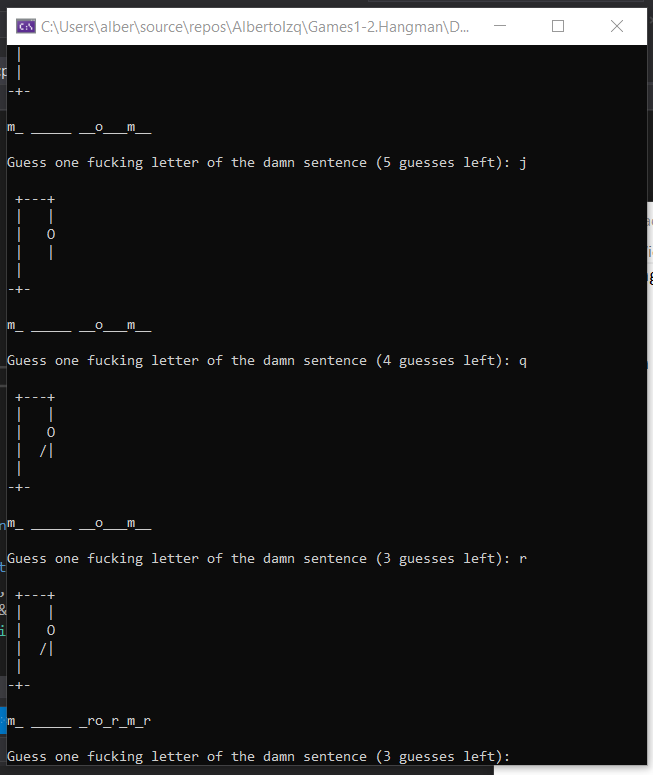 C:\Users\alber\source\repos\AlbertoIzq\Games1-2.Hangman\D...
 |
 |
-+-
m_ _____ __o___m__
Guess one fucking letter of the damn sentence (5 guesses left): j
 +---+
 |   |
 |   O
 |   |
 |
-+-
m_ _____ __o___m__
Guess one fucking letter of the damn sentence (4 guesses left): q
 +---+
 |   |
 |   O
 |  /|
 |
-+-
m_ _____ __o___m__
Guess one fucking letter of the damn sentence (3 guesses left): r
 +---+
 |   |
 |   O
 |  /|
 |
-+-
m_ _____ _ro_r_m_r
Guess one fucking letter of the damn sentence (3 guesses left):